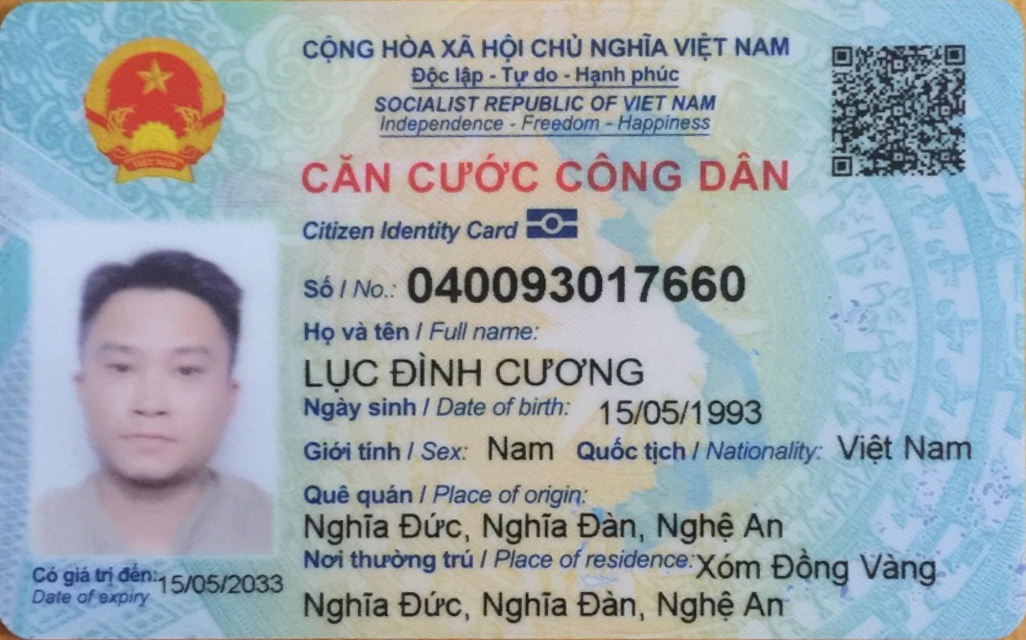 CỘNG HÒA XÃ HỘI CHỦ NGHĨA VIỆT NAM
Độc lập - Tự do - Hạnh phúc
SOCIALIST REPUBLIC OF VIET NAM
Independence - Freedom - Happiness
CĂN CƯỚC CÔNG DÂN
Citizen Identity Card
Số / No.: 040093017660
Họ và tên / Full name:
LỤC ĐÌNH CƯƠNG
Ngày sinh / Date of birth: 15/05/1993
Giới tính / Sex: Nam Quốc tịch / Nationality: Việt Nam
Quê quán / Place of origin:
Nghĩa Đức, Nghĩa Đàn, Nghệ An
Nơi thường trú / Place of residence: Xóm Đồng Vàng
Nghĩa Đức, Nghĩa Đàn, Nghệ An
Có giá trị đến: 15/05/2033
Date of expiry
VIỆT NAM